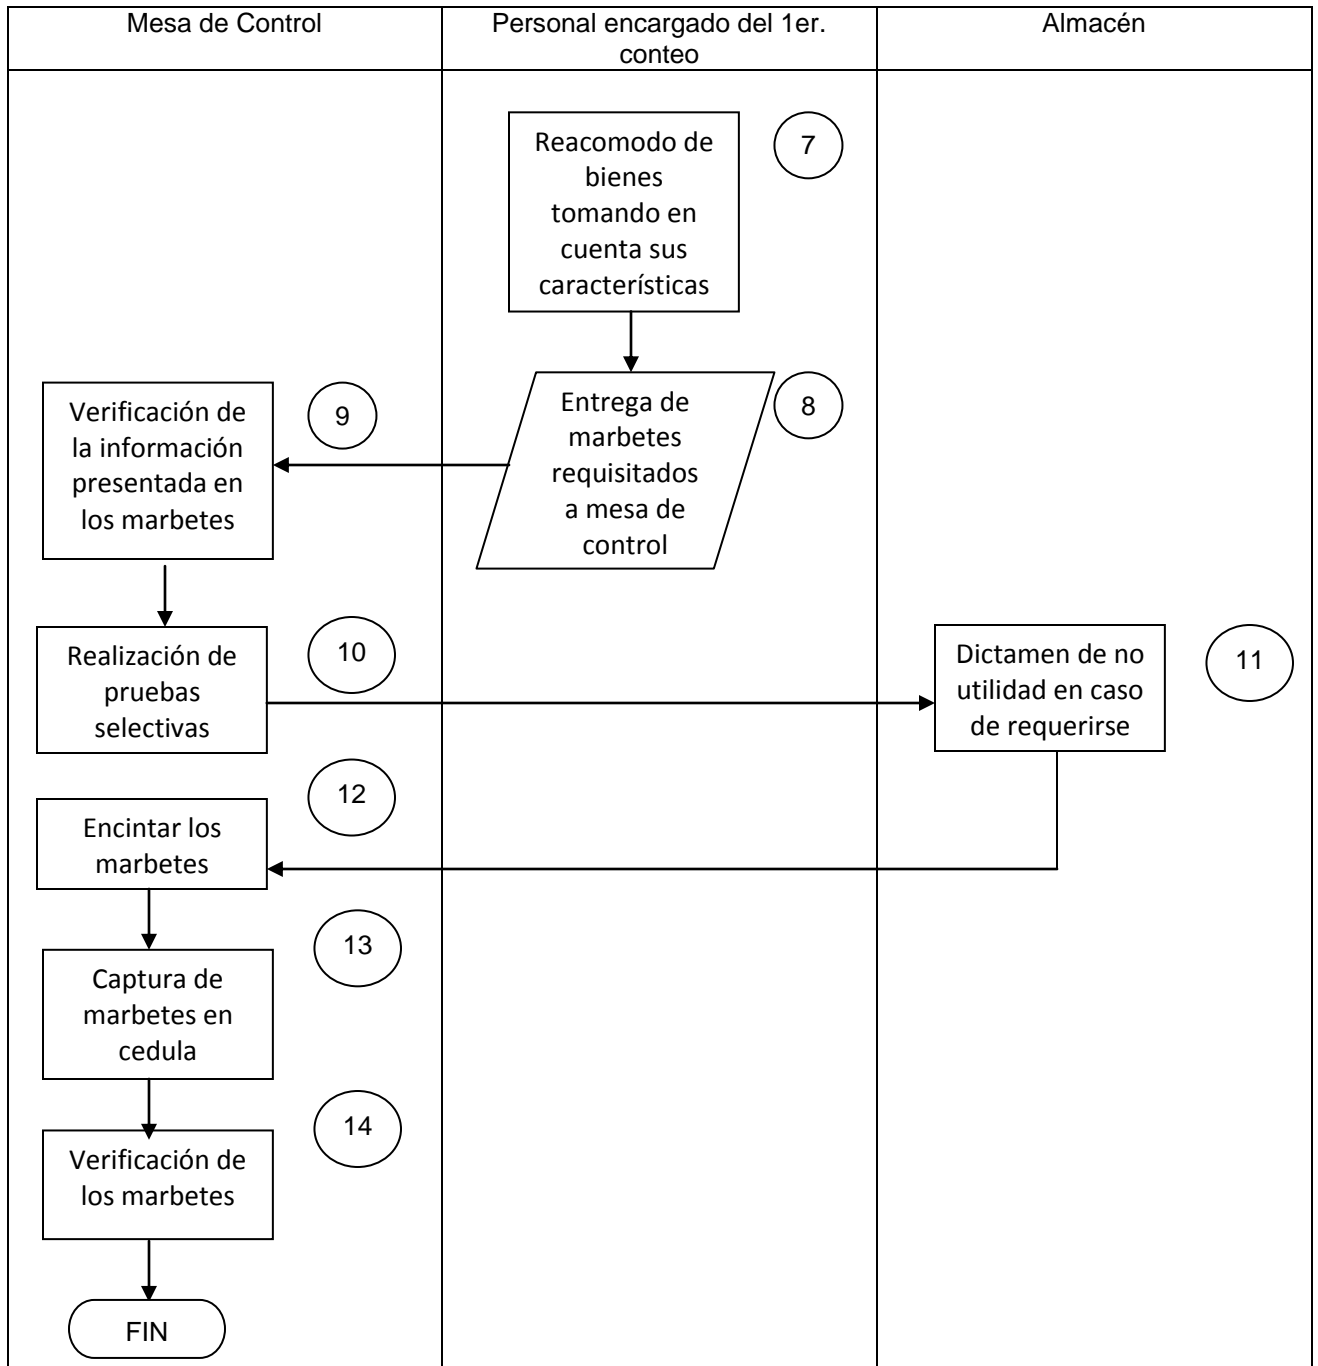 Mesa de Control
Personal encargado del 1er.
conteo
Almacén
Reacomodo de
bienes
tomando en
cuenta sus
características
7
Entrega de
marbetes
requisitados
a mesa de
control
8
Verificación de
la información
presentada en
los marbetes
9
Realización de
pruebas
selectivas
10
Dictamen de no
utilidad en caso
de requerirse
11
Encintar los
marbetes
12
Captura de
marbetes en
cedula
13
Verificación de
los marbetes
14
FIN